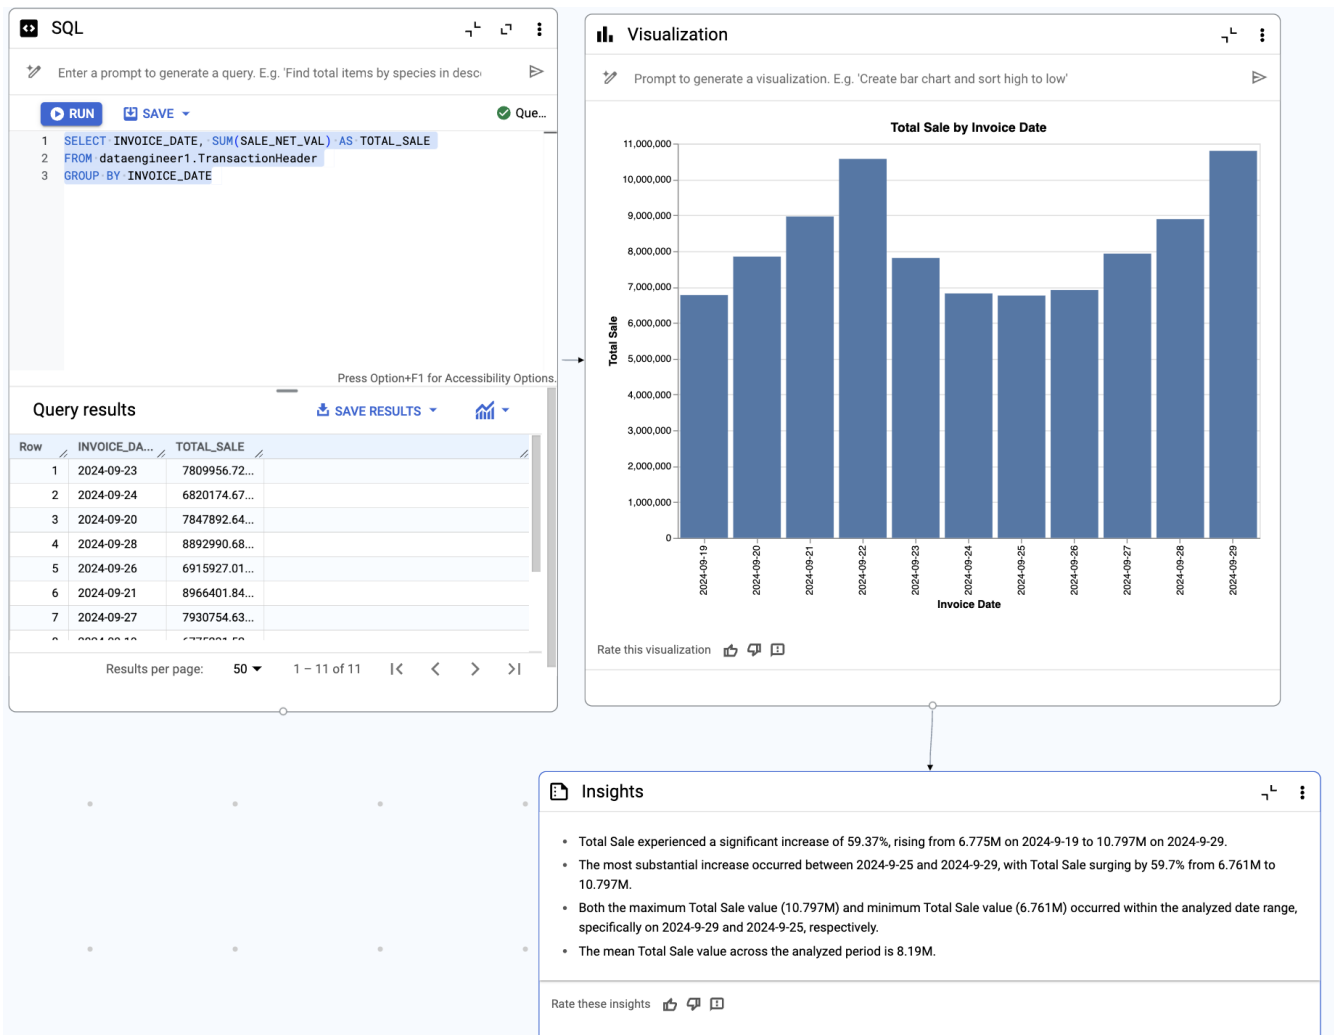 SQL
Enter a prompt to generate a query. E.g. 'Find total items by species in desc
RUN
SAVE
Que...
1 SELECT INVOICE_DATE, SUM(SALE_NET_VAL) AS TOTAL_SALE
2 FROM dataengineer1.TransactionHeader
3 GROUP BY INVOICE_DATE
Press Option+F1 for Accessibility Options.
Query results
SAVE RESULTS
Row INVOICE_DA... TOTAL_SALE
1 2024-09-23 7809956.72...
2 2024-09-24 6820174.67...
3 2024-09-20 7847892.64...
4 2024-09-28 8892990.68...
5 2024-09-26 6915927.01...
6 2024-09-21 8966401.84...
7 2024-09-27 7930754.63...
Results per page: 50 1 – 11 of 11
Visualization
Prompt to generate a visualization. E.g. 'Create bar chart and sort high to low'
Total Sale by Invoice Date
11,000,000
10,000,000
9,000,000
8,000,000
7,000,000
6,000,000
5,000,000
4,000,000
3,000,000
2,000,000
1,000,000
0
Total Sale
2024-09-19
2024-09-20
2024-09-21
2024-09-22
2024-09-23
2024-09-24
2024-09-25
2024-09-26
2024-09-27
2024-09-28
2024-09-29
Invoice Date
Rate this visualization
Insights
• Total Sale experienced a significant increase of 59.37%, rising from 6.775M on 2024-9-19 to 10.797M on 2024-9-29.
• The most substantial increase occurred between 2024-9-25 and 2024-9-29, with Total Sale surging by 59.7% from 6.761M to
10.797M.
• Both the maximum Total Sale value (10.797M) and minimum Total Sale value (6.761M) occurred within the analyzed date range,
specifically on 2024-9-29 and 2024-9-25, respectively.
• The mean Total Sale value across the analyzed period is 8.19M.
Rate these insights